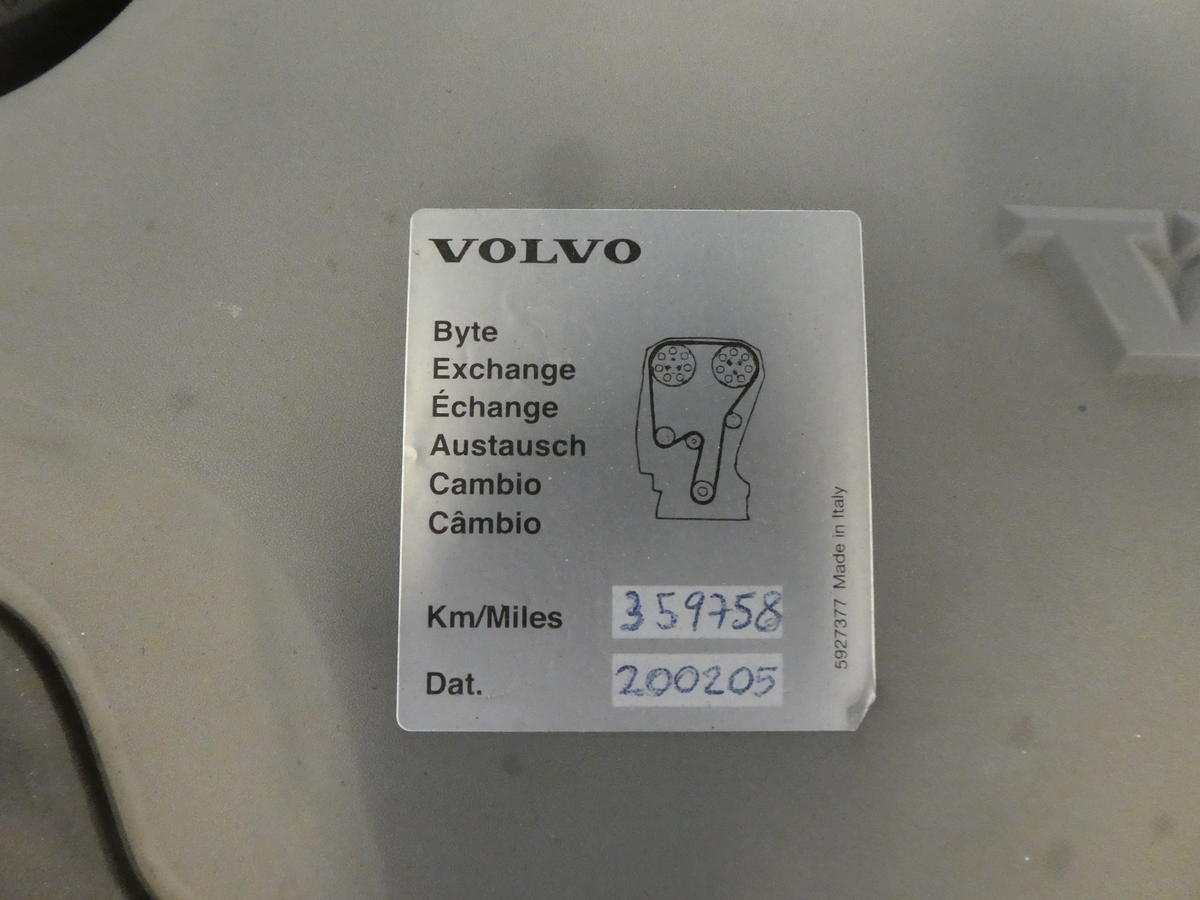 VOLVO
Byte
Exchange
Échange
Austausch
Cambio
Câmbio
Km/Miles 359758
Dat. 200205
5927377 Made in Italy
V